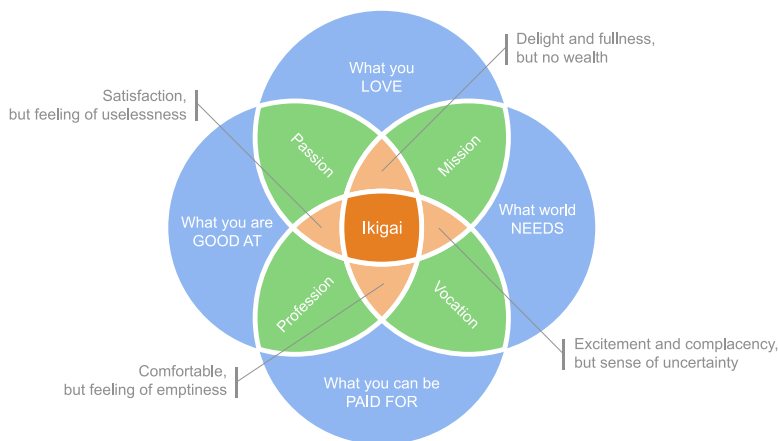 Delight and fullness,
but no wealth
What you
LOVE
Satisfaction,
but feeling of uselessness
Passion
Mission
What you are
GOOD AT
Ikigai
What world
NEEDS
Profession
Vocation
Excitement and complacency,
but sense of uncertainty
Comfortable,
but feeling of emptiness
What you can be
PAID FOR